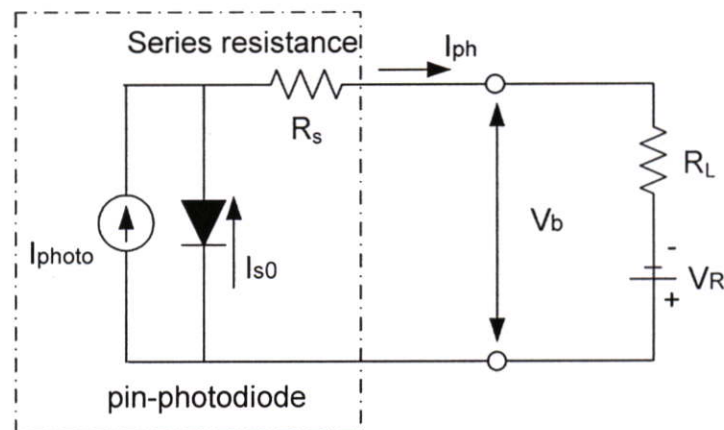 Series resistance
Iph
Rs
RL
Iphoto
Is0
Vb
-
VR
+
pin-photodiode